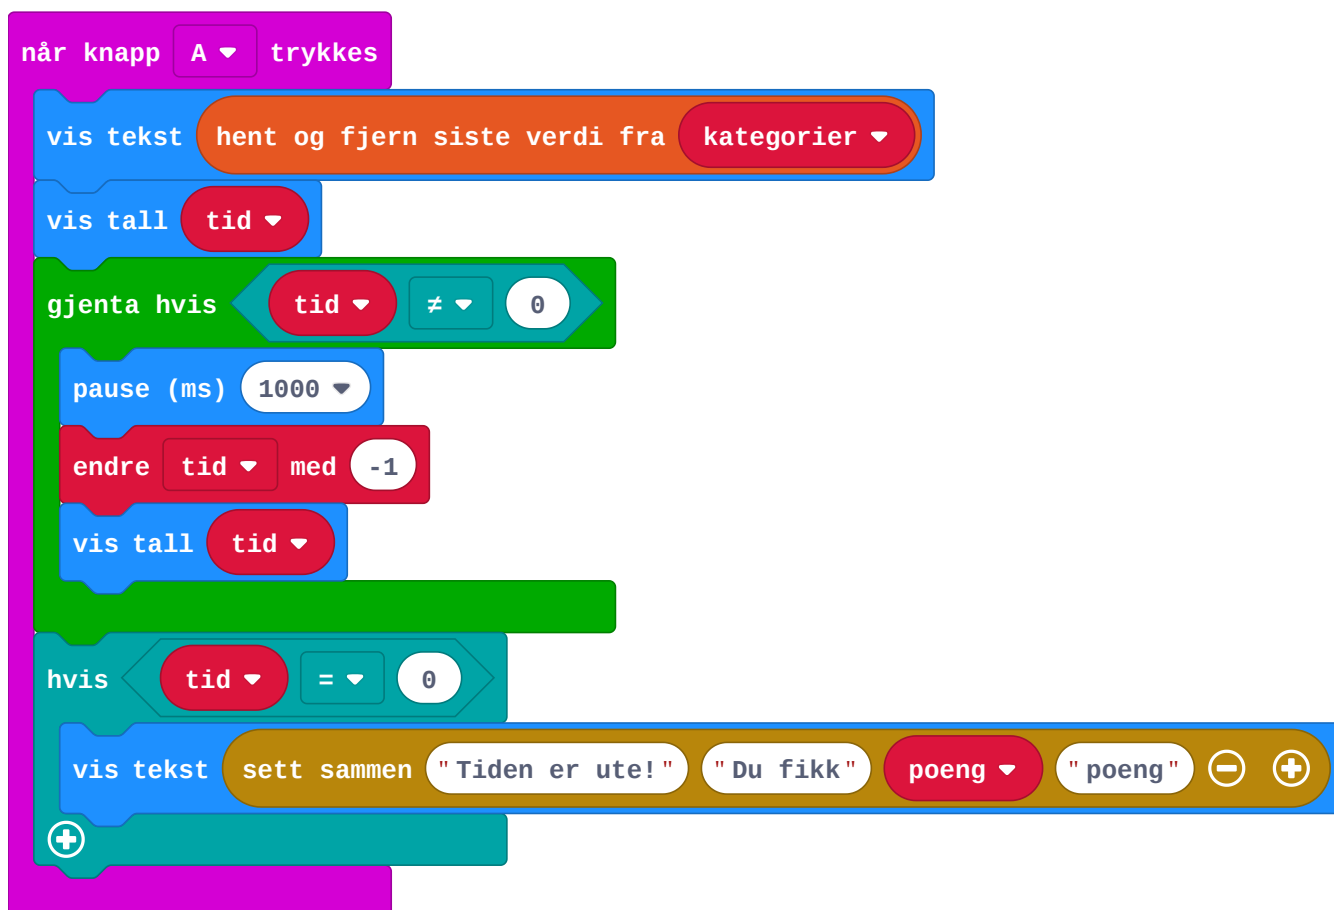 når knapp A trykkes
vis tekst hent og fjern siste verdi fra kategorier
vis tall tid
gjenta hvis tid ≠ 0
pause (ms) 1000
endre tid med -1
vis tall tid
hvis tid = 0
vis tekst sett sammen "Tiden er ute!" "Du fikk" poeng "poeng"